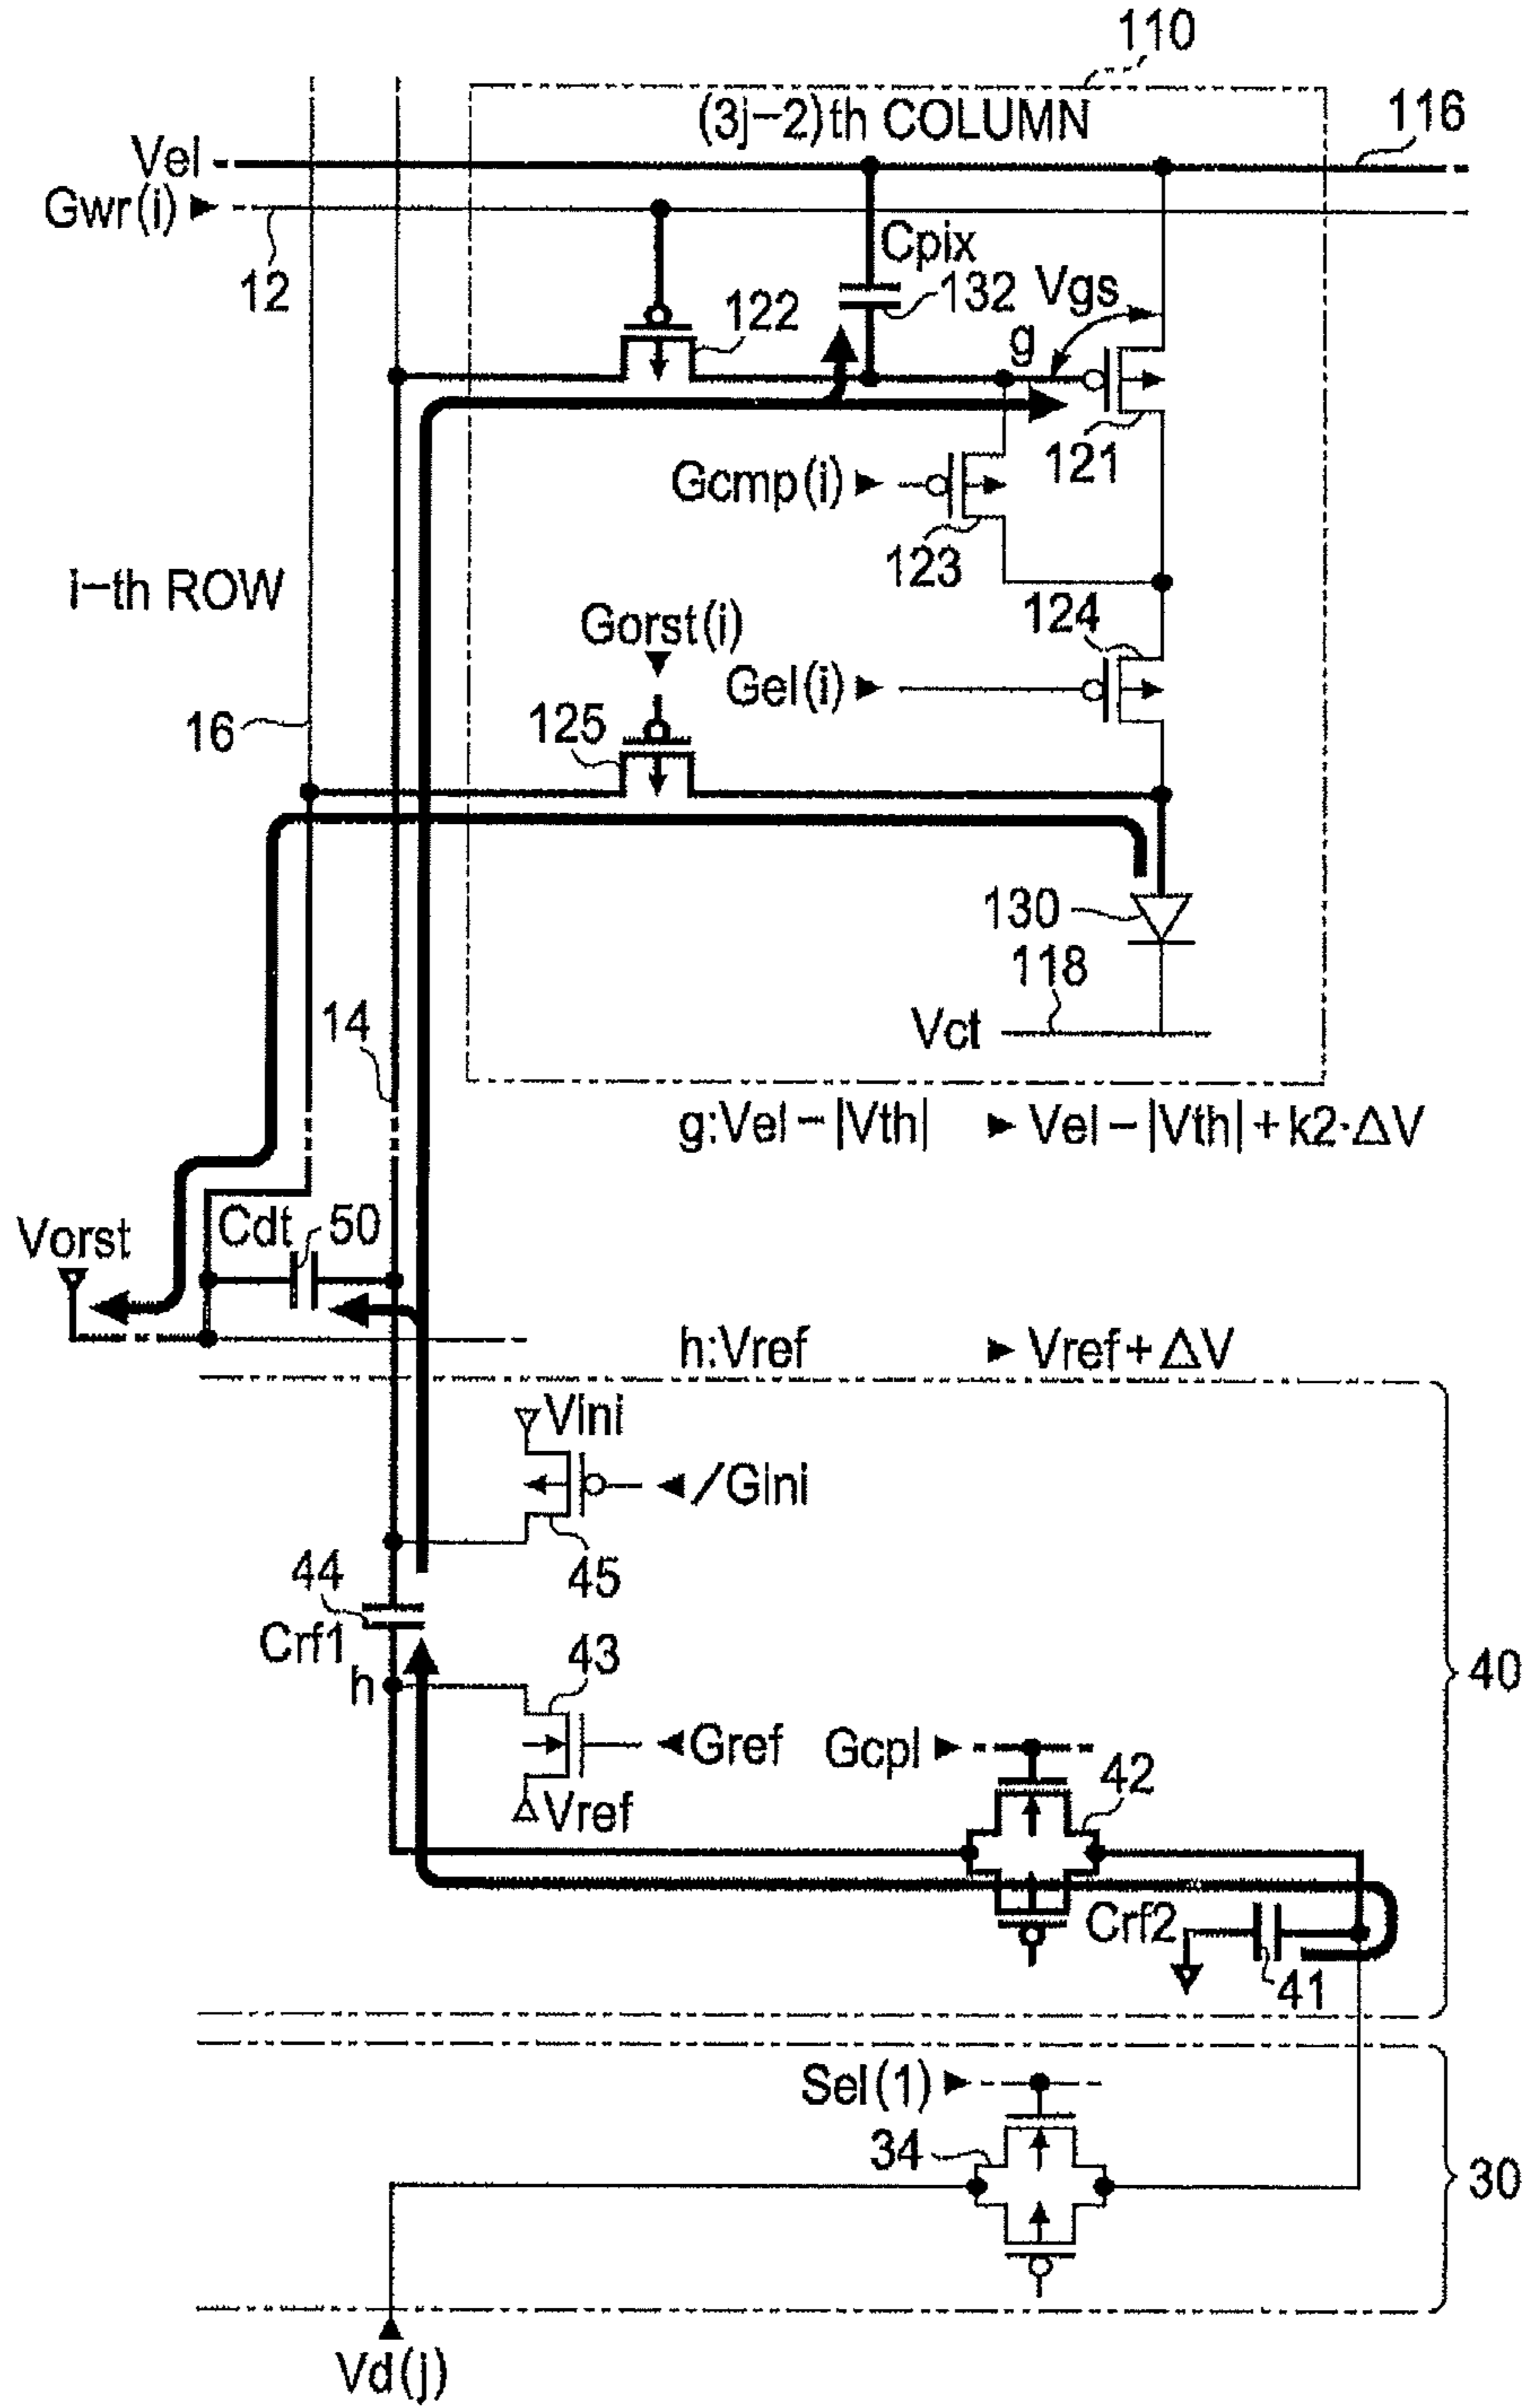 110
(3j-2)th COLUMN
116
Vel
Gwr(i)
12
Cpix
132
Vgs
122
g
121
Gcmp(i)
123
i-th ROW
124
Gorst(i)
Gel(i)
16
125
130
118
14
Vct
g:Vel-|Vth| ► Vel-|Vth|+k2·ΔV
Cdt
50
Vorst
h:Vref ► Vref+ΔV
Vini
/Gini
45
44
Crf1
43
40
h
Gref
Gcpl
42
Vref
Crf2
41
Sel(1)
34
30
Vd(j)